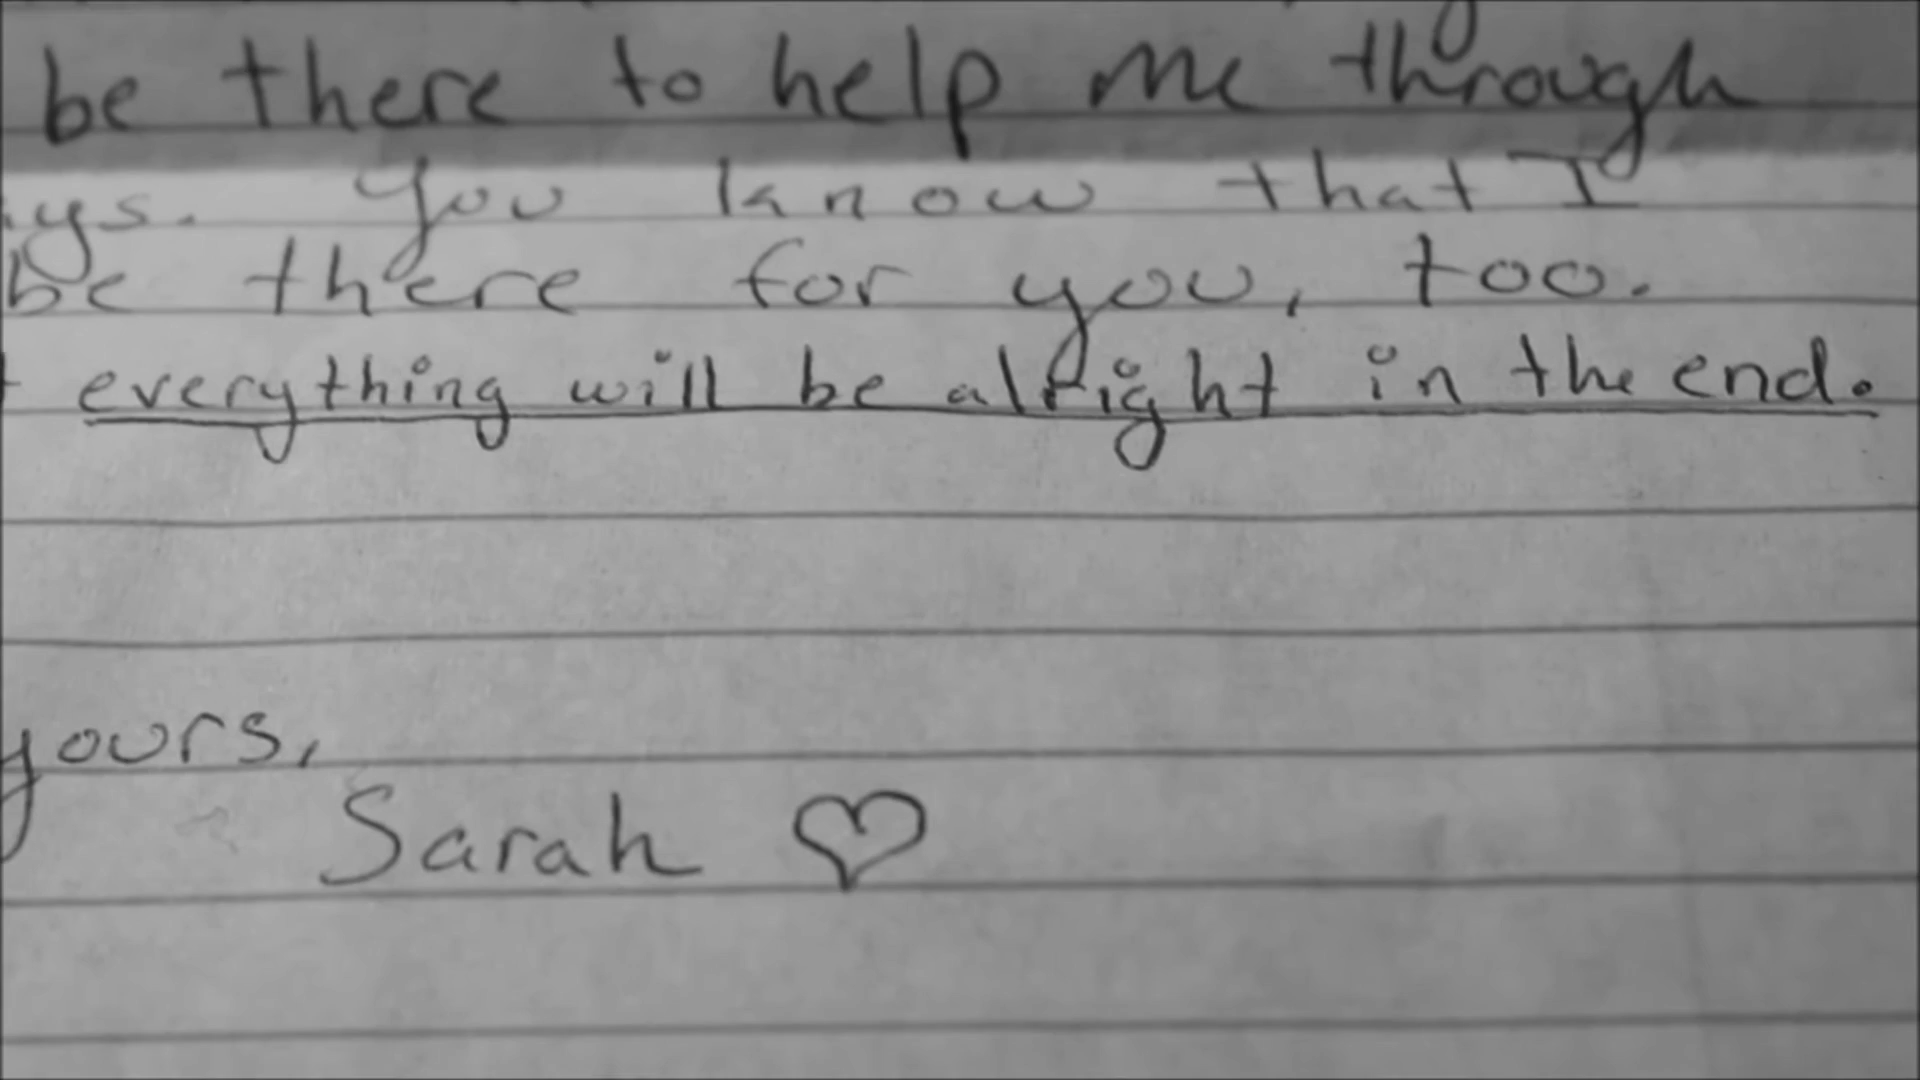 be there to help me through
ys. You know that I
be there for you, too.
everything will be alright in the end.
yours,
Sarah ♡